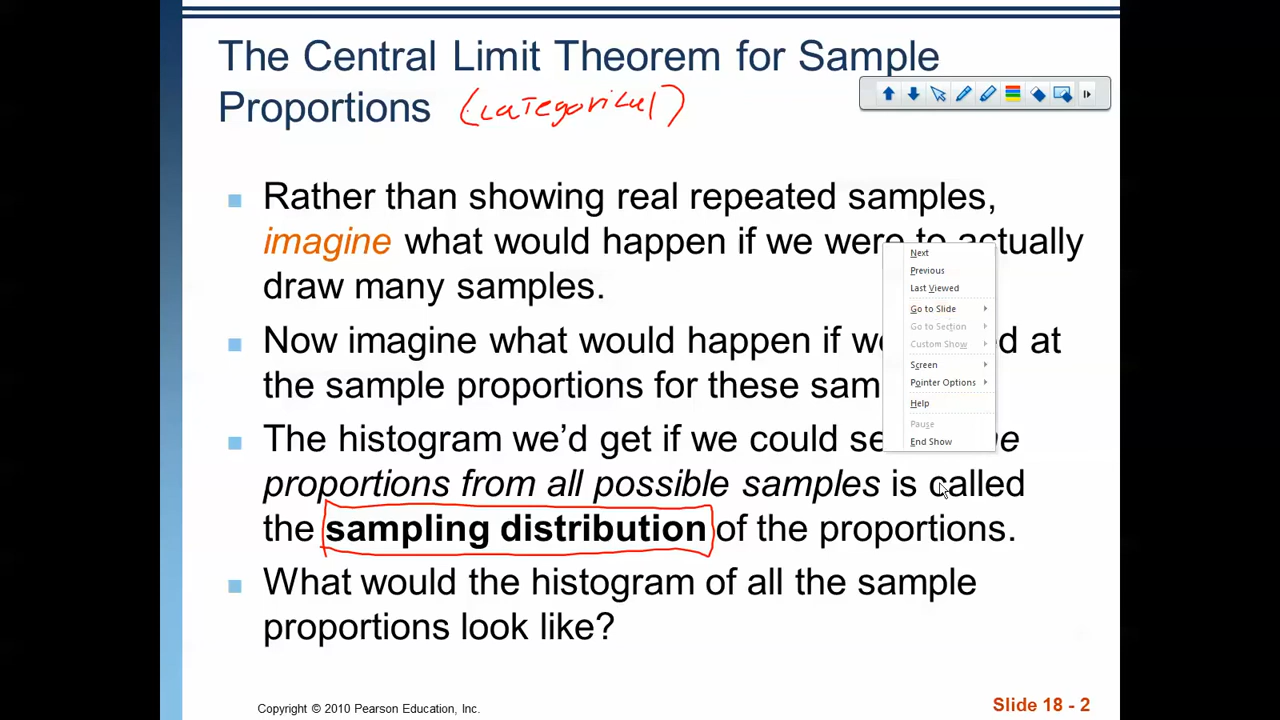 The Central Limit Theorem for Sample
Proportions (categorical)
Rather than showing real repeated samples,
imagine what would happen if we were to actually
draw many samples.
Now imagine what would happen if we d at
the sample proportions for these sam
The histogram we'd get if we could se e
proportions from all possible samples is called
the sampling distribution of the proportions.
What would the histogram of all the sample
proportions look like?
Next
Previous
Last Viewed
Go to Slide
Go to Section
Custom Show
Screen
Pointer Options
Help
Pause
End Show
Copyright © 2010 Pearson Education, Inc.
Slide 18 - 2